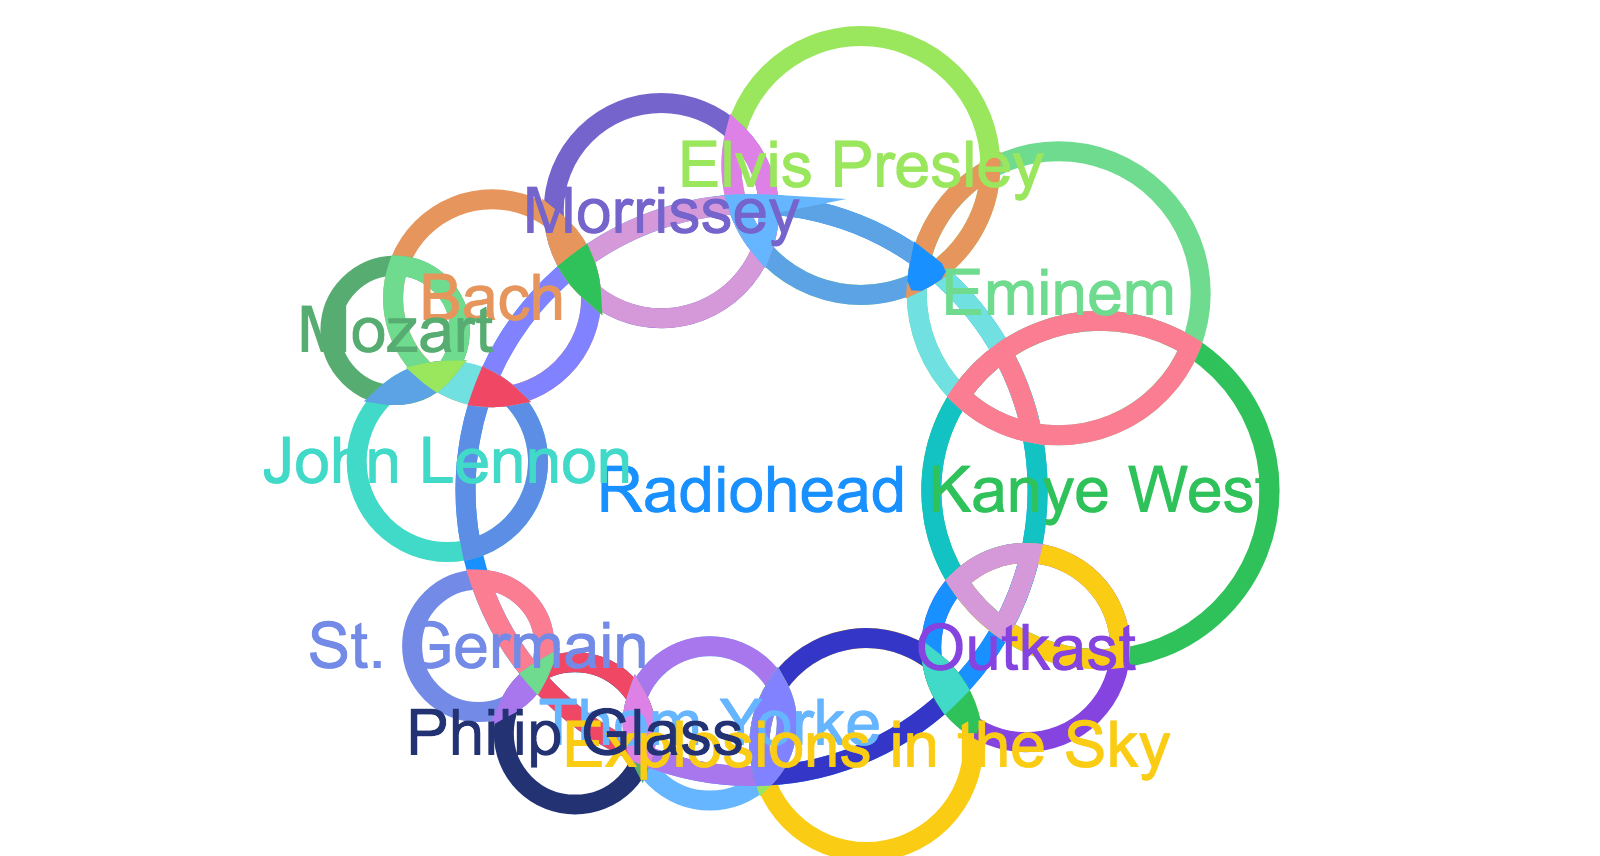 Elvis Presley
Morrissey
Eminem
Bach
Mozart
John Lennon
Radiohead
Kanye West
St. Germain
Outkast
Thom Yorke
Philip Glass
Explosions in the Sky